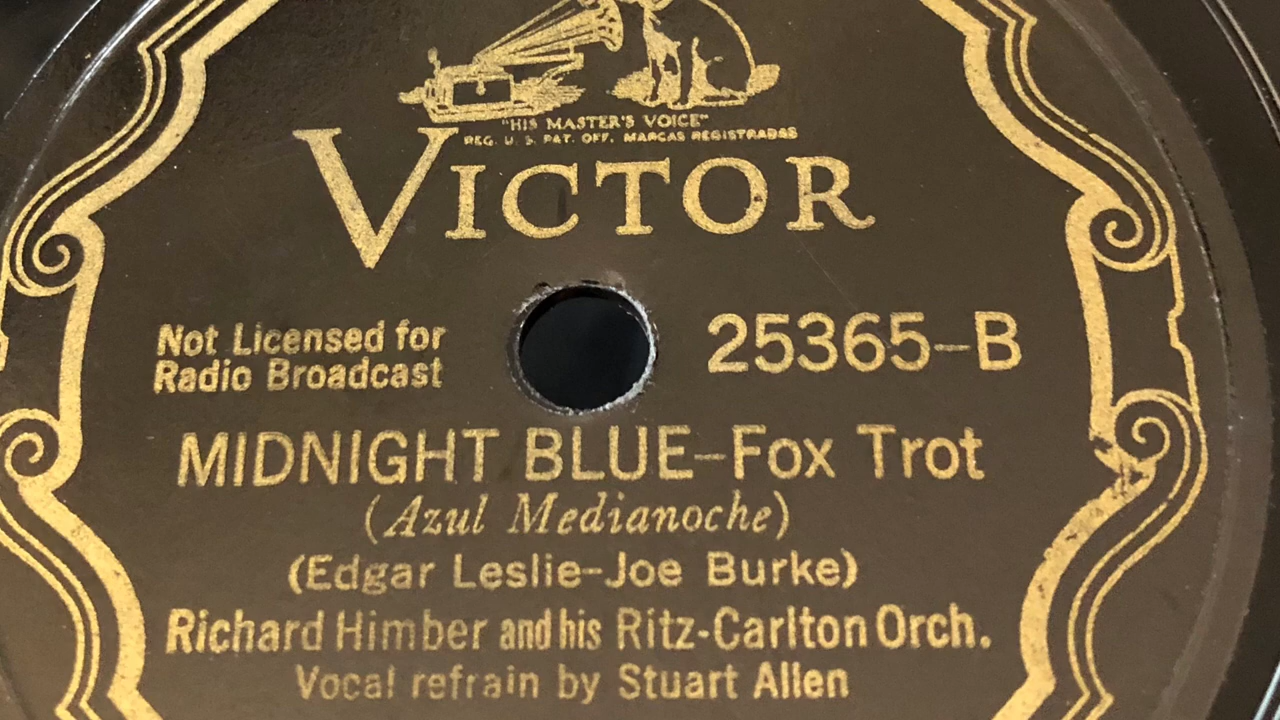 "HIS MASTER'S VOICE"
REG. U. S. PAT. OFF. MARCAS REGISTRADAS
VICTOR
Not Licensed for
Radio Broadcast
25365-B
MIDNIGHT BLUE-Fox Trot
(Azul Medianoche)
(Edgar Leslie-Joe Burke)
Richard Himber and his Ritz-Carlton Orch.
Vocal refrain by Stuart Allen